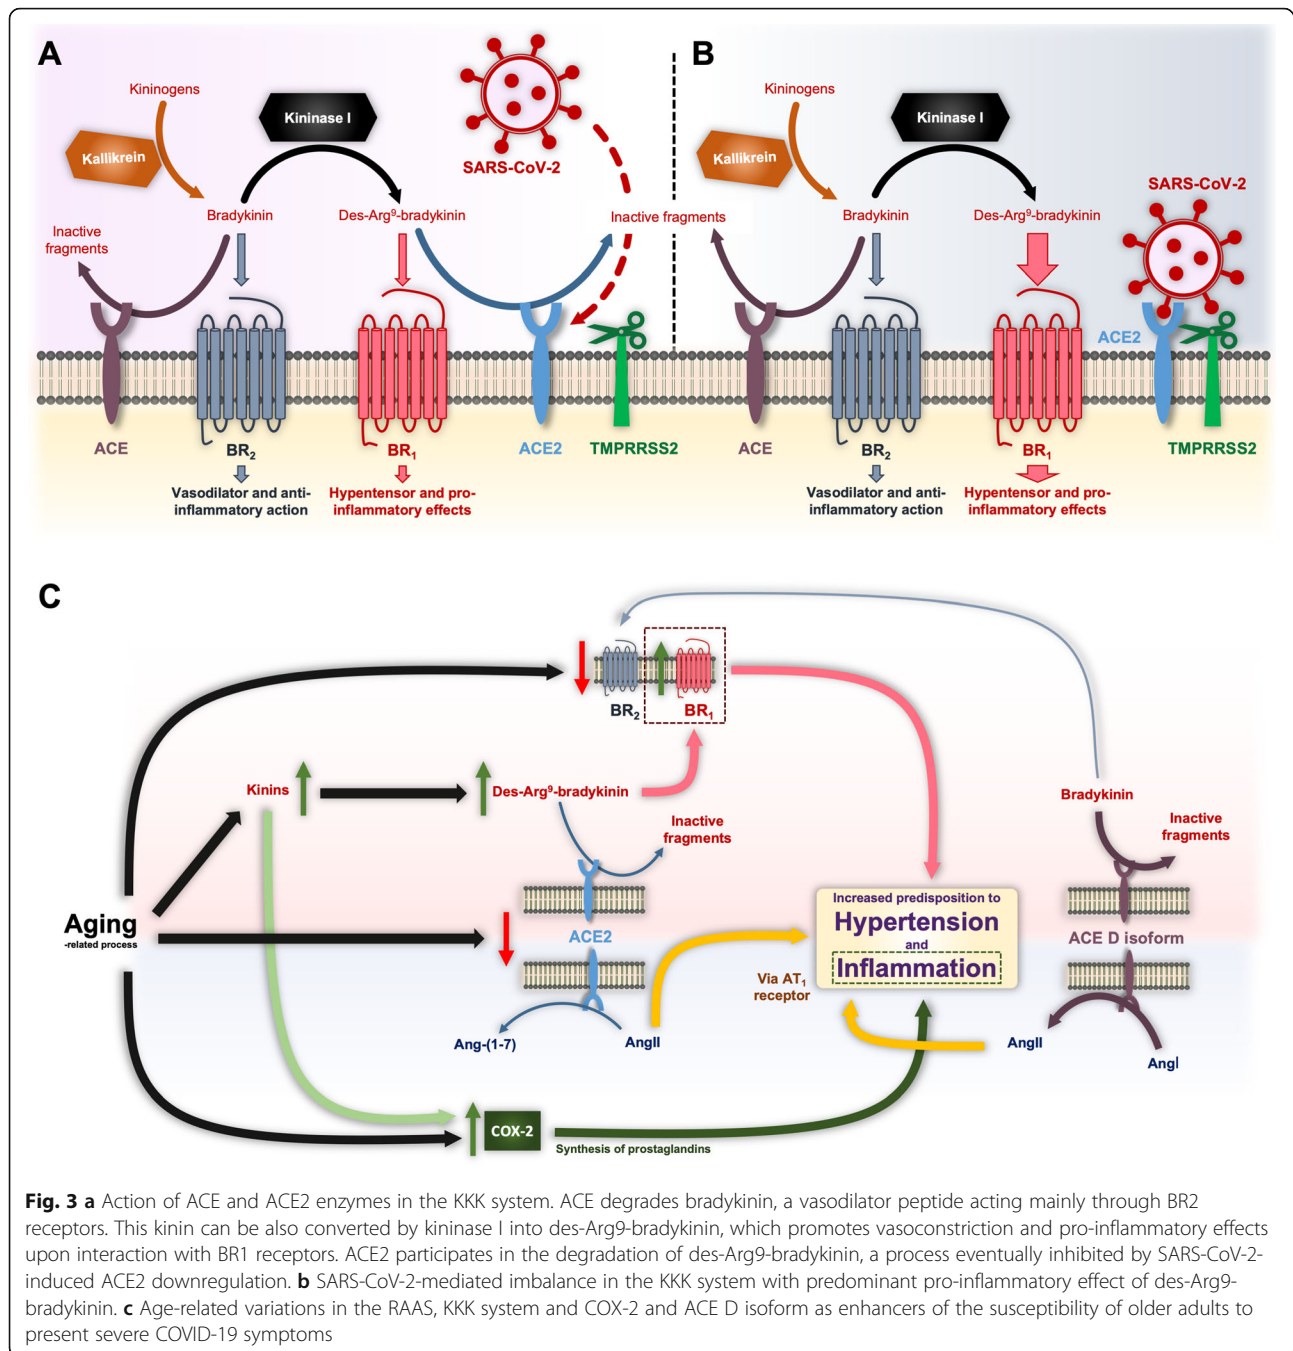 A
Kininogens
Kallikrein
Kininase I
SARS-CoV-2
Bradykinin
Des-Arg⁹-bradykinin
Inactive fragments
Inactive
fragments
ACE
BR₂
BR₁
ACE2
TMPRRSS2
Vasodilator and anti-
inflammatory action
Hypentensor and pro-
inflammatory effects
B
Kininogens
Kallikrein
Kininase I
SARS-CoV-2
Bradykinin
Des-Arg⁹-bradykinin
ACE2
ACE
BR₂
BR₁
TMPRRSS2
Vasodilator and anti-
inflammatory action
Hypentensor and pro-
inflammatory effects
C
BR₂
BR₁
Kinins
Des-Arg⁹-bradykinin
Inactive
fragments
Bradykinin
Inactive
fragments
Aging
-related process
ACE2
Increased predisposition to
Hypertension
and
Inflammation
ACE D isoform
Via AT₁
receptor
Ang-(1-7)
AngII
AngII
AngI
COX-2
Synthesis of prostaglandins
Fig. 3 a Action of ACE and ACE2 enzymes in the KKK system. ACE degrades bradykinin, a vasodilator peptide acting mainly through BR2
receptors. This kinin can be also converted by kininase I into des-Arg9-bradykinin, which promotes vasoconstriction and pro-inflammatory effects
upon interaction with BR1 receptors. ACE2 participates in the degradation of des-Arg9-bradykinin, a process eventually inhibited by SARS-CoV-2-
induced ACE2 downregulation. b SARS-CoV-2-mediated imbalance in the KKK system with predominant pro-inflammatory effect of des-Arg9-
bradykinin. c Age-related variations in the RAAS, KKK system and COX-2 and ACE D isoform as enhancers of the susceptibility of older adults to
present severe COVID-19 symptoms